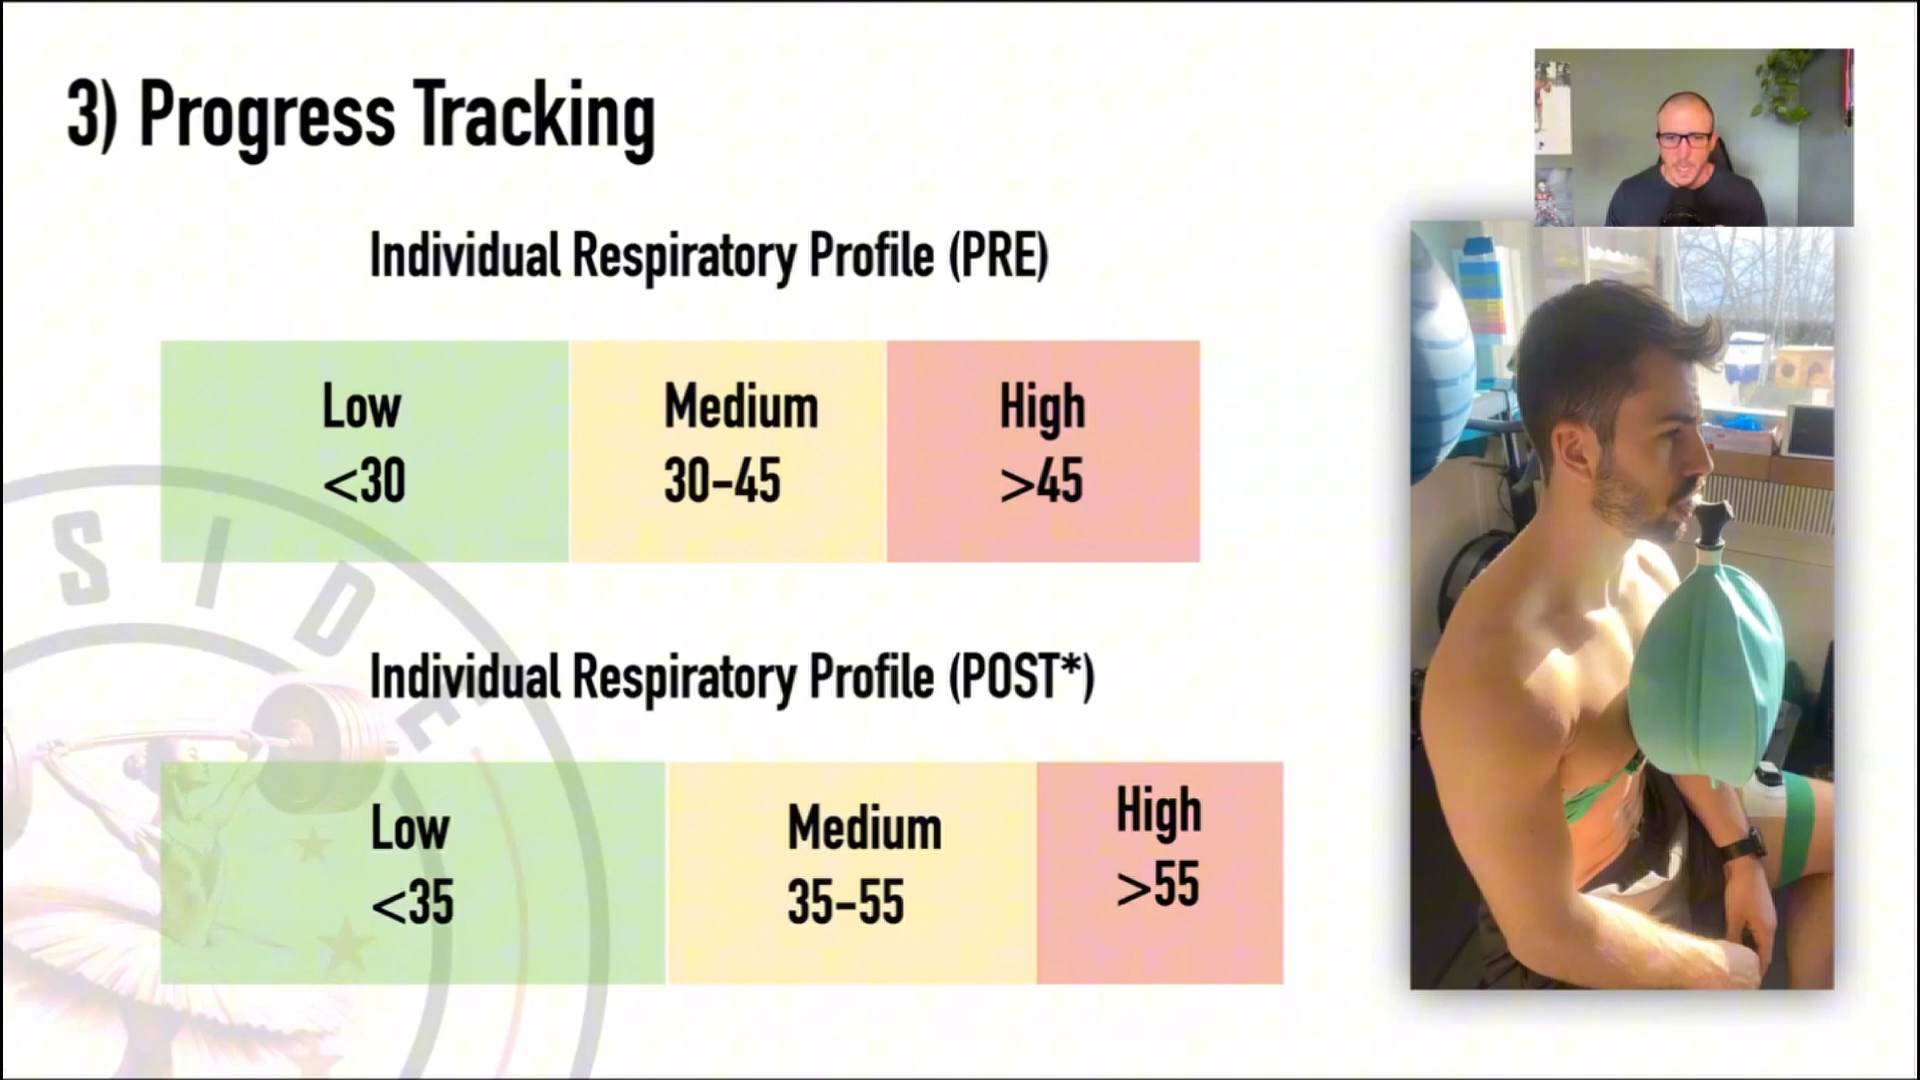 3) Progress Tracking
Individual Respiratory Profile (PRE)
Low
<30
Medium
30-45
High
>45
Individual Respiratory Profile (POST*)
Low
<35
Medium
35-55
High
>55
SIDE